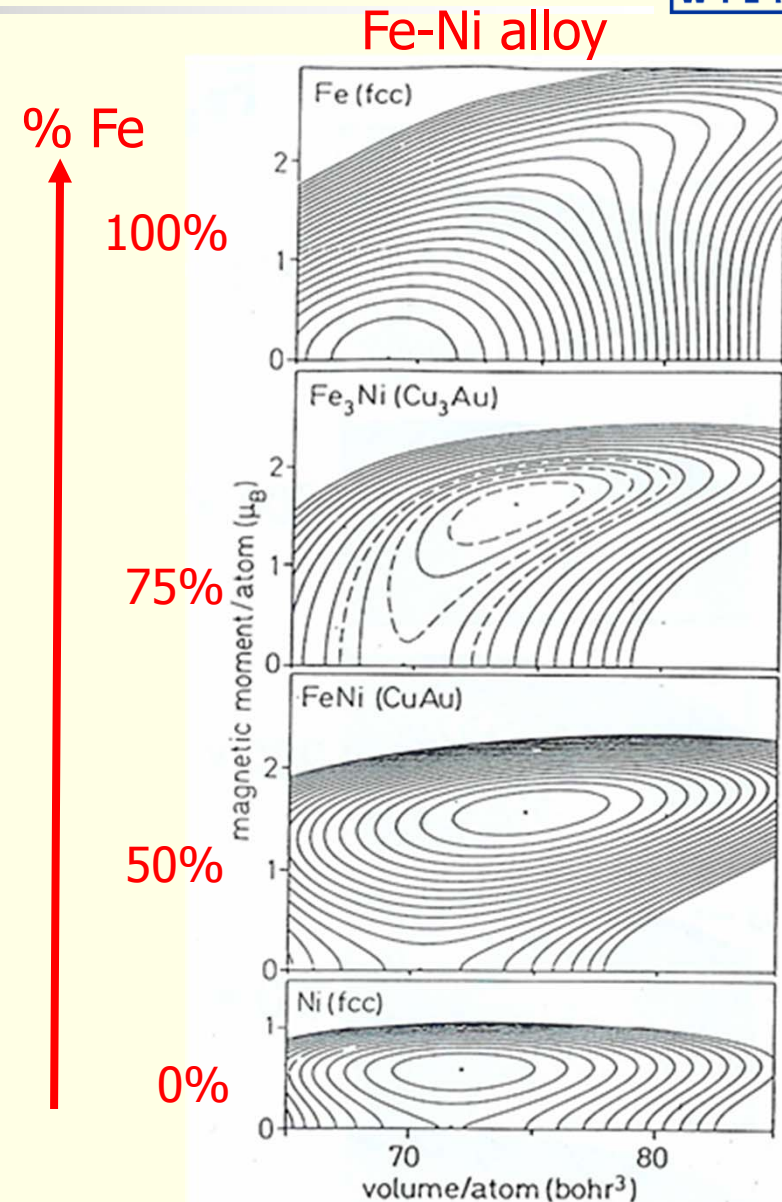 Fe-Ni alloy
% Fe
100%
75%
50%
0%
Fe (fcc)
2
1
0
Fe₃Ni (Cu₃Au)
2
1
0
FeNi (CuAu)
2
1
0
Ni (fcc)
1
0
magnetic moment/atom (μ_B)
70
80
volume/atom (bohr³)